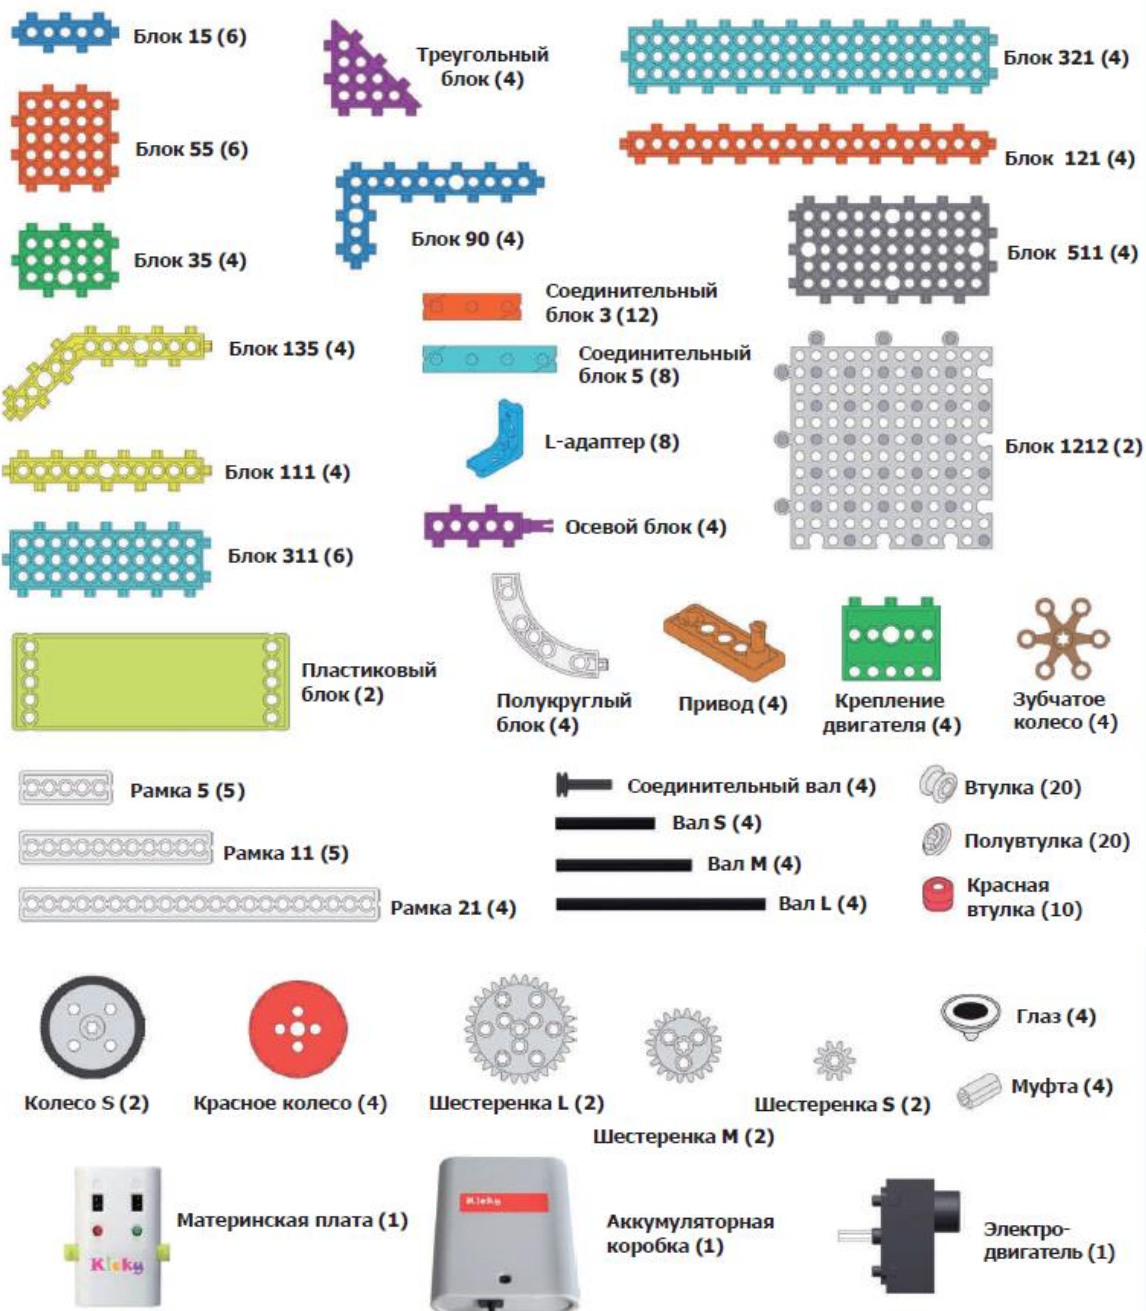 Блок 15 (6)
Треугольный
блок (4)
Блок 321 (4)
Блок 55 (6)
Блок 121 (4)
Блок 90 (4)
Блок 35 (4)
Блок 511 (4)
Соединительный
блок 3 (12)
Блок 135 (4)
Соединительный
блок 5 (8)
L-адаптер (8)
Блок 1212 (2)
Блок 111 (4)
Осевой блок (4)
Блок 311 (6)
Пластиковый
блок (2)
Полукруглый
блок (4)
Привод (4)
Крепление
двигателя (4)
Зубчатое
колесо (4)
Рамка 5 (5)
Соединительный вал (4)
Втулка (20)
Вал S (4)
Полувтулка (20)
Рамка 11 (5)
Вал M (4)
Красная
втулка (10)
Рамка 21 (4)
Вал L (4)
Глаз (4)
Муфта (4)
Колесо S (2)
Красное колесо (4)
Шестеренка L (2)
Шестеренка S (2)
Шестеренка M (2)
Материнская плата (1)
Kicky
Kicky
Аккумуляторная
коробка (1)
Электро-
двигатель (1)